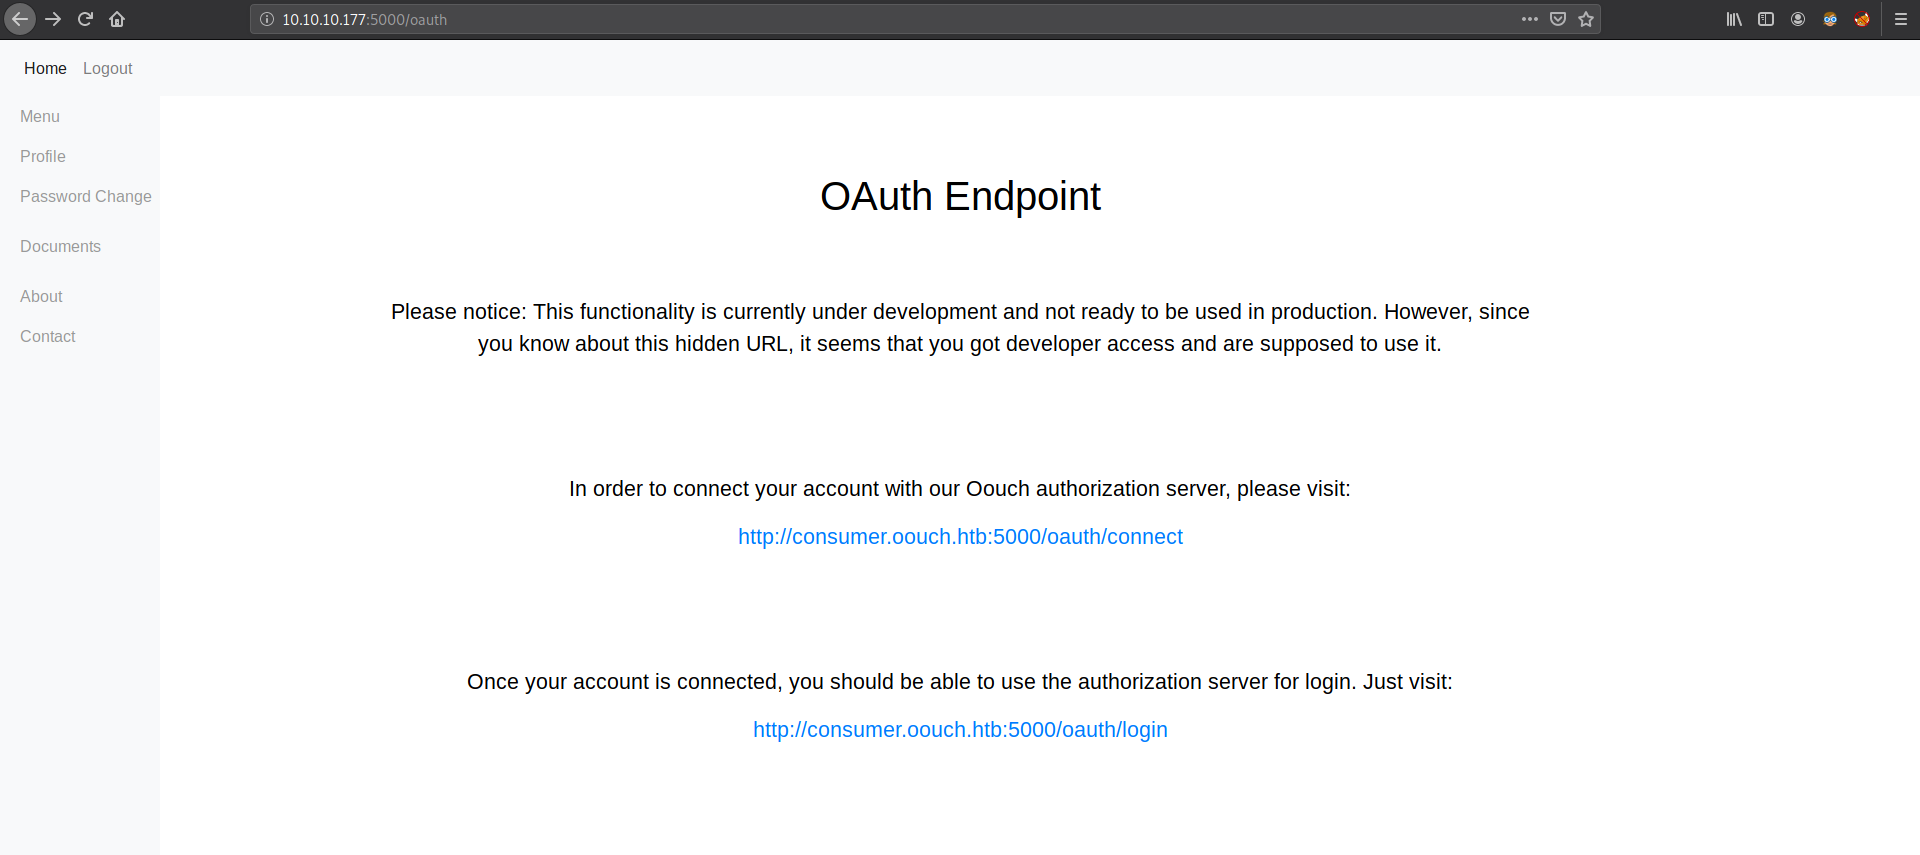 10.10.10.177:5000/oauth
Home Logout
Menu
Profile
Password Change
Documents
About
Contact
OAuth Endpoint
Please notice: This functionality is currently under development and not ready to be used in production. However, since
you know about this hidden URL, it seems that you got developer access and are supposed to use it.
In order to connect your account with our Oouch authorization server, please visit:
http://consumer.oouch.htb:5000/oauth/connect
Once your account is connected, you should be able to use the authorization server for login. Just visit:
http://consumer.oouch.htb:5000/oauth/login